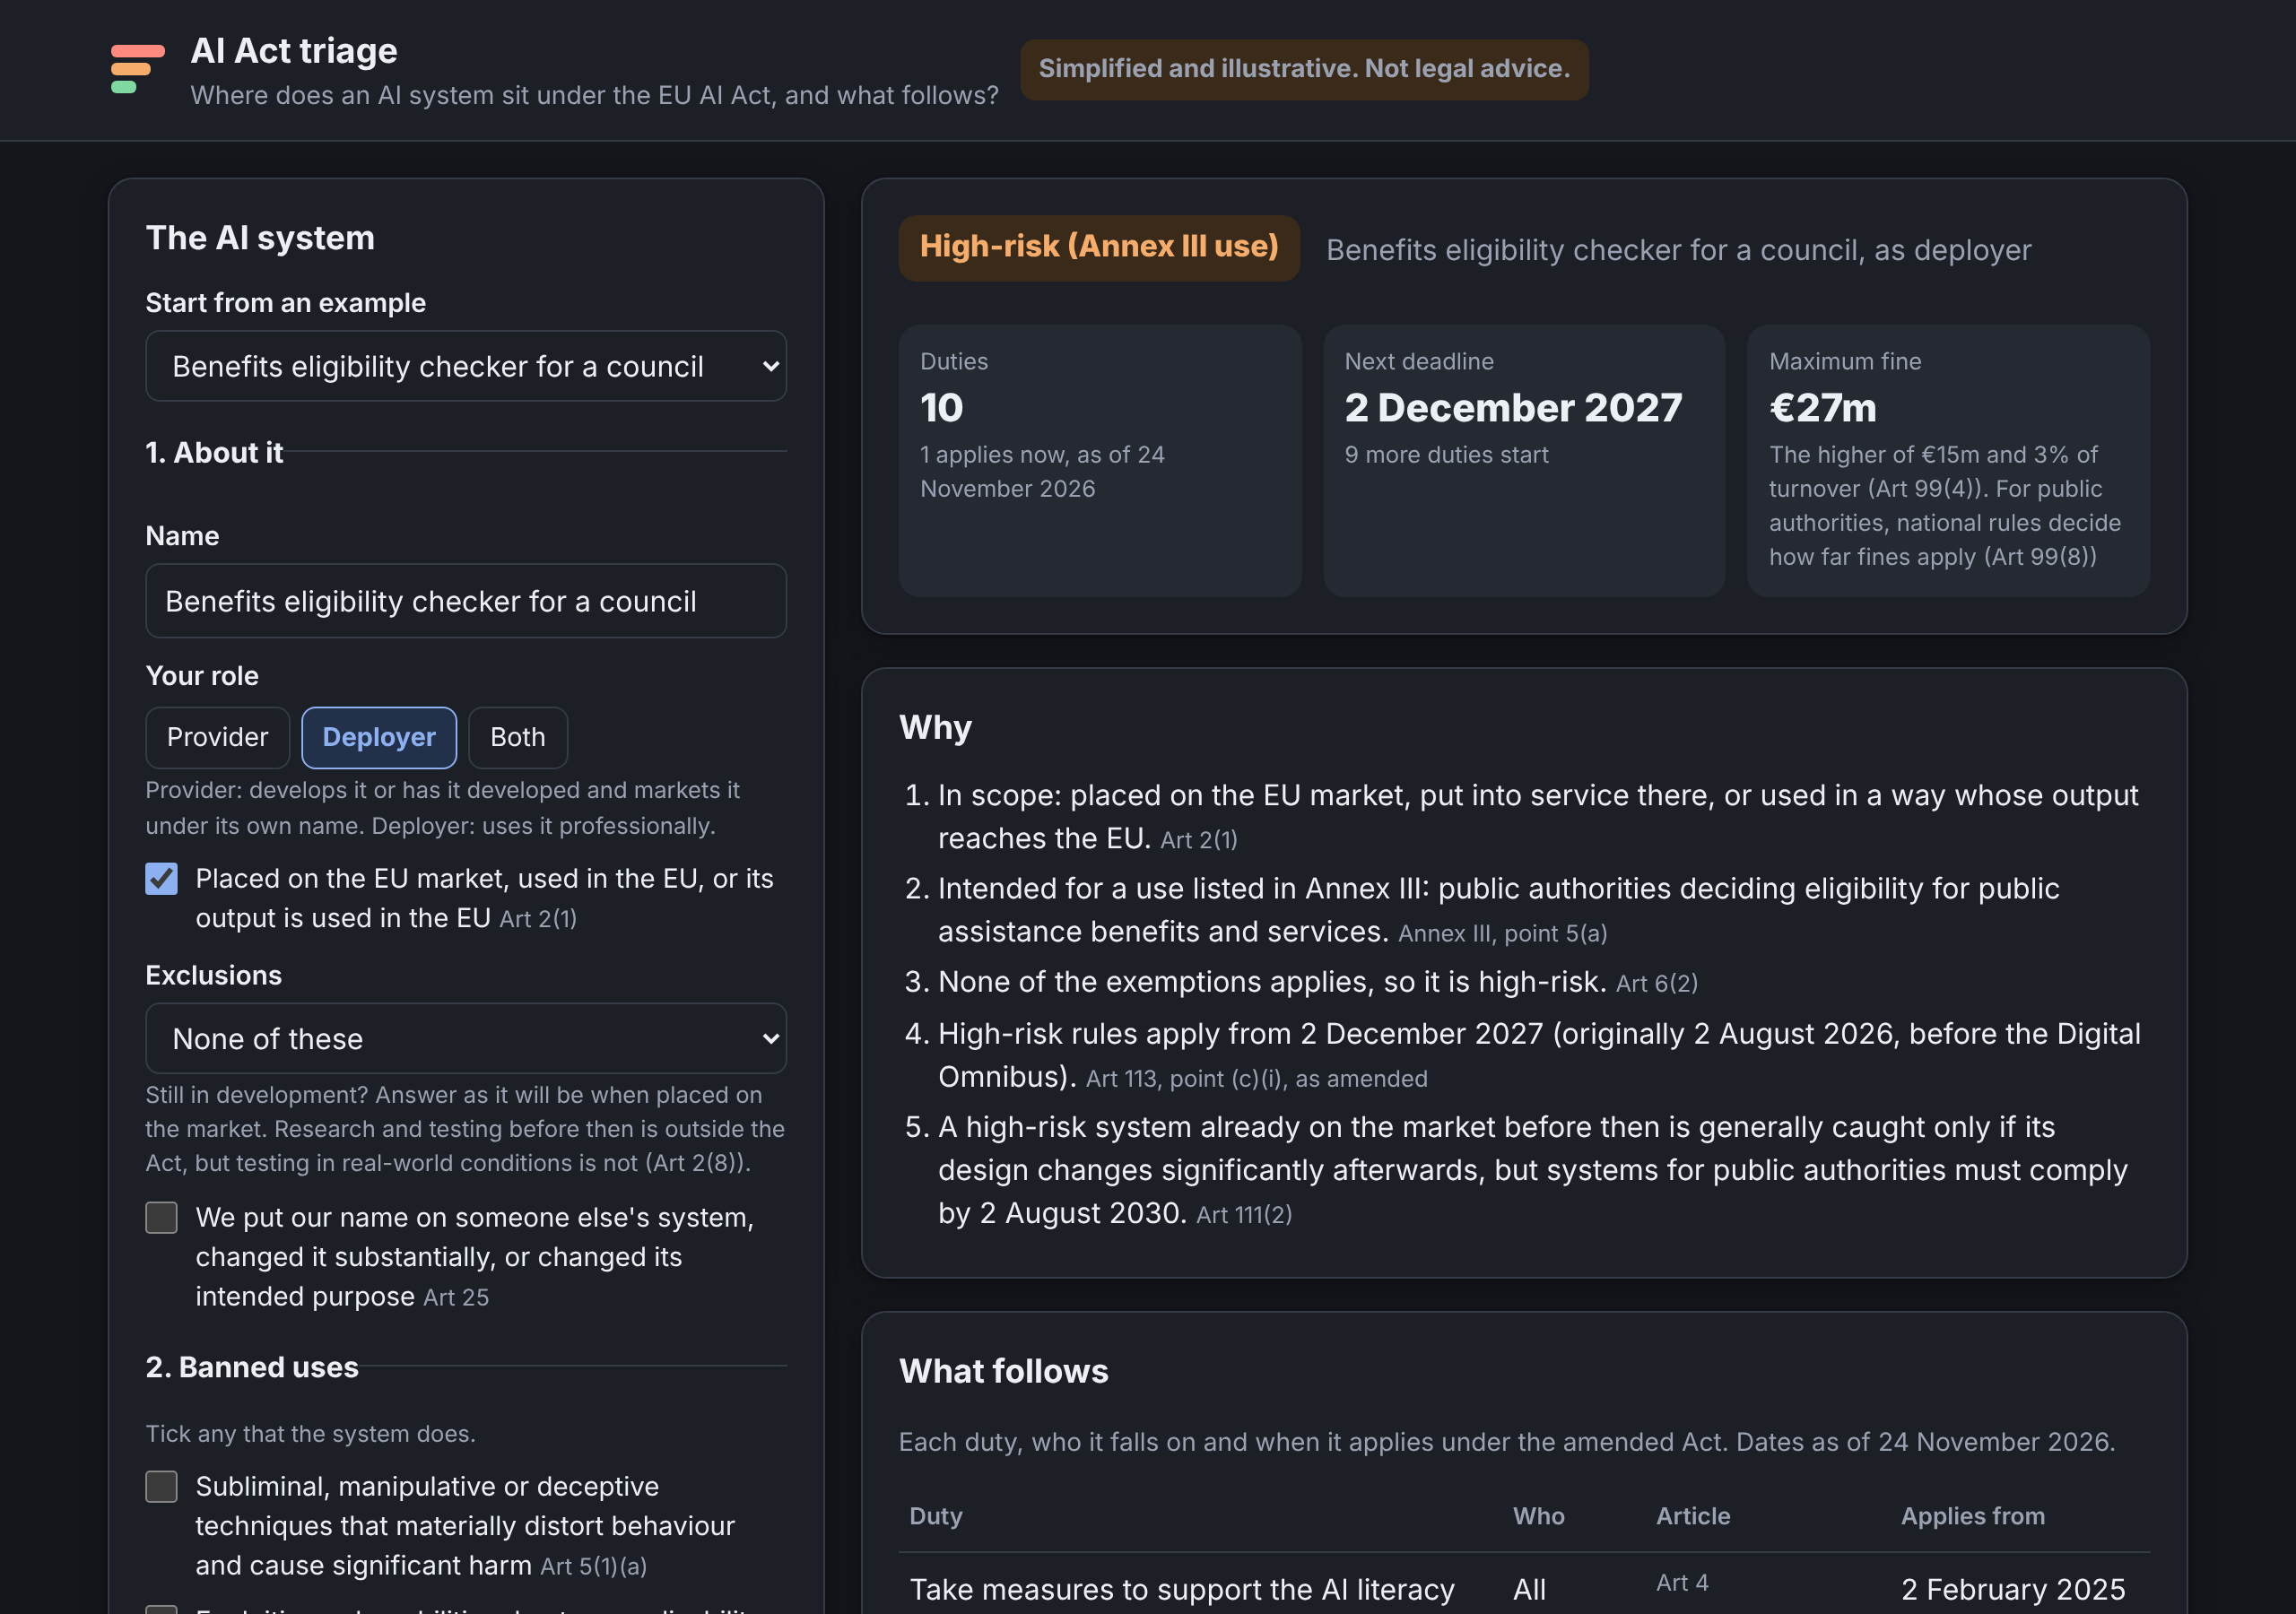 AI Act triage
Where does an AI system sit under the EU AI Act, and what follows?
Simplified and illustrative. Not legal advice.
The AI system
Start from an example
Benefits eligibility checker for a council
1. About it
Name
Benefits eligibility checker for a council
Your role
Provider
Deployer
Both
Provider: develops it or has it developed and markets it
under its own name. Deployer: uses it professionally.
Placed on the EU market, used in the EU, or its
output is used in the EU Art 2(1)
Exclusions
None of these
Still in development? Answer as it will be when placed on
the market. Research and testing before then is outside the
Act, but testing in real-world conditions is not (Art 2(8)).
We put our name on someone else's system,
changed it substantially, or changed its
intended purpose Art 25
2. Banned uses
Tick any that the system does.
Subliminal, manipulative or deceptive
techniques that materially distort behaviour
and cause significant harm Art 5(1)(a)
High-risk (Annex III use)
Benefits eligibility checker for a council, as deployer
Duties
10
1 applies now, as of 24
November 2026
Next deadline
2 December 2027
9 more duties start
Maximum fine
€27m
The higher of €15m and 3% of
turnover (Art 99(4)). For public
authorities, national rules decide
how far fines apply (Art 99(8))
Why
1. In scope: placed on the EU market, put into service there, or used in a way whose output
reaches the EU. Art 2(1)
2. Intended for a use listed in Annex III: public authorities deciding eligibility for public
assistance benefits and services. Annex III, point 5(a)
3. None of the exemptions applies, so it is high-risk. Art 6(2)
4. High-risk rules apply from 2 December 2027 (originally 2 August 2026, before the Digital
Omnibus). Art 113, point (c)(i), as amended
5. A high-risk system already on the market before then is generally caught only if its
design changes significantly afterwards, but systems for public authorities must comply
by 2 August 2030. Art 111(2)
What follows
Each duty, who it falls on and when it applies under the amended Act. Dates as of 24 November 2026.
Duty Who Article Applies from
Take measures to support the AI literacy All Art 4 2 February 2025